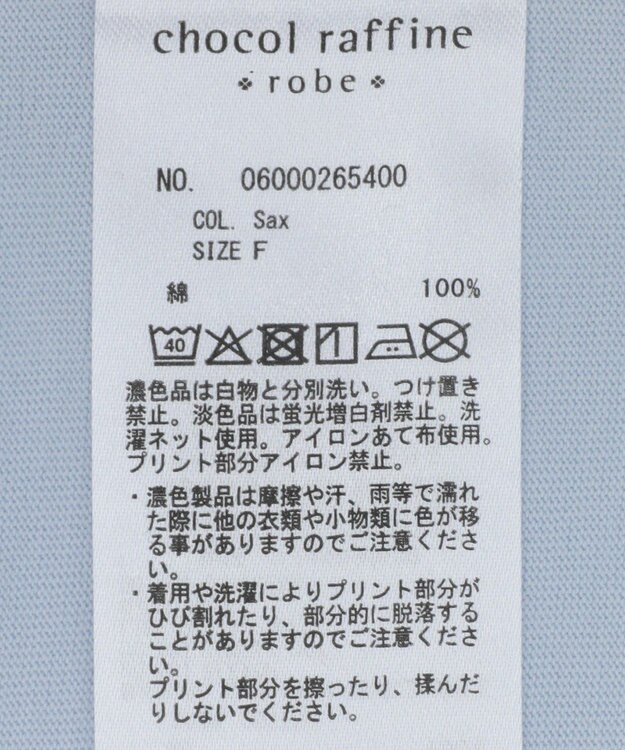 chocol raffine
robe
NO. 06000265400
COL. Sax
SIZE F
綿 100%
40
濃色品は白物と分別洗い。つけ置き
禁止。淡色品は蛍光増白剤禁止。洗
濯ネット使用。アイロンあて布使用。
プリント部分アイロン禁止。
・濃色製品は摩擦や汗、雨等で濡れ
た際に他の衣類や小物類に色が移
る事がありますのでご注意くださ
い。
・着用や洗濯によりプリント部分が
ひび割れたり、部分的に脱落する
ことがありますのでご注意くださ
い。
プリント部分を擦ったり、揉んだ
りしないでください。